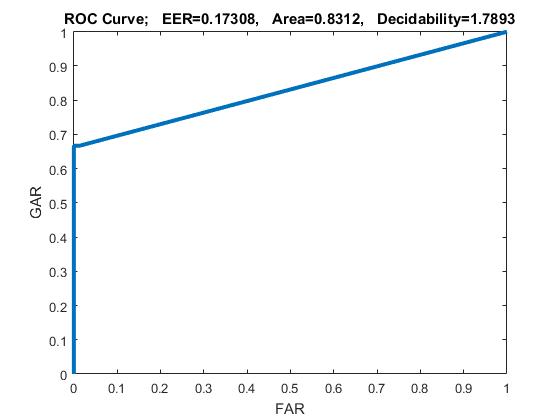 ROC Curve;   EER=0.17308,   Area=0.8312,   Decidability=1.7893
1
0.9
0.8
0.7
0.6
0.5
0.4
0.3
0.2
0.1
0
GAR
0 0.1 0.2 0.3 0.4 0.5 0.6 0.7 0.8 0.9 1
FAR